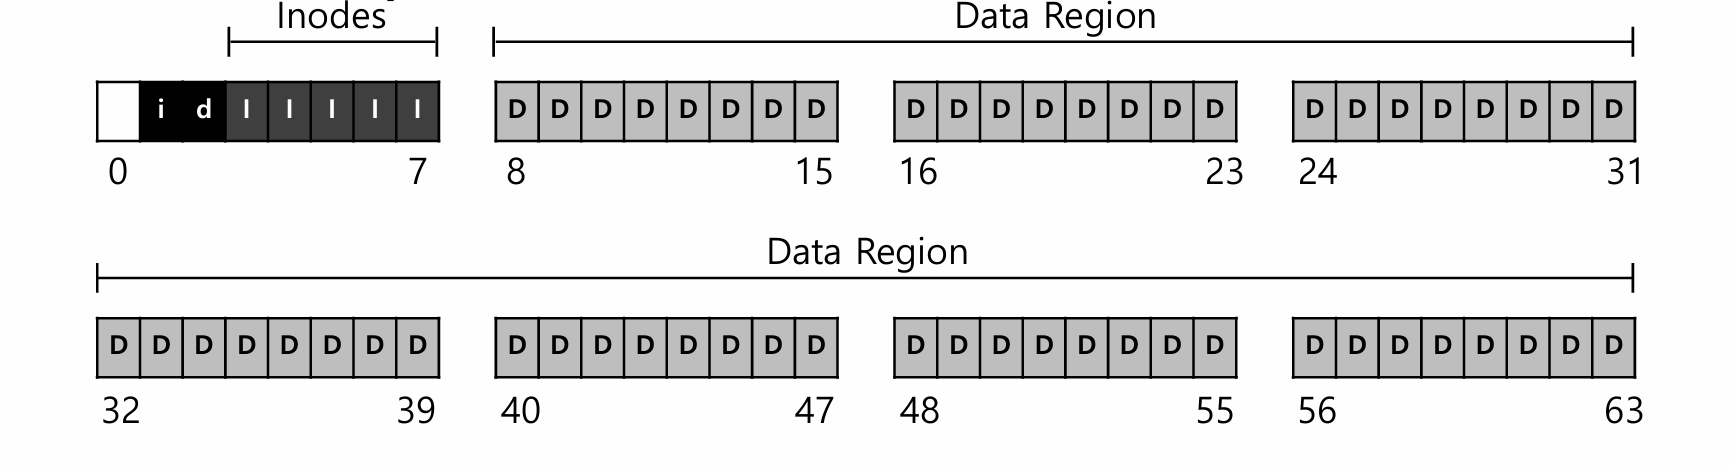 Inodes Data Region
i d I I I I I D D D D D D D D D D D D D D D D D D D D D D D D
0 7 8 15 16 23 24 31
Data Region
D D D D D D D D D D D D D D D D D D D D D D D D D D D D D D D D
32 39 40 47 48 55 56 63